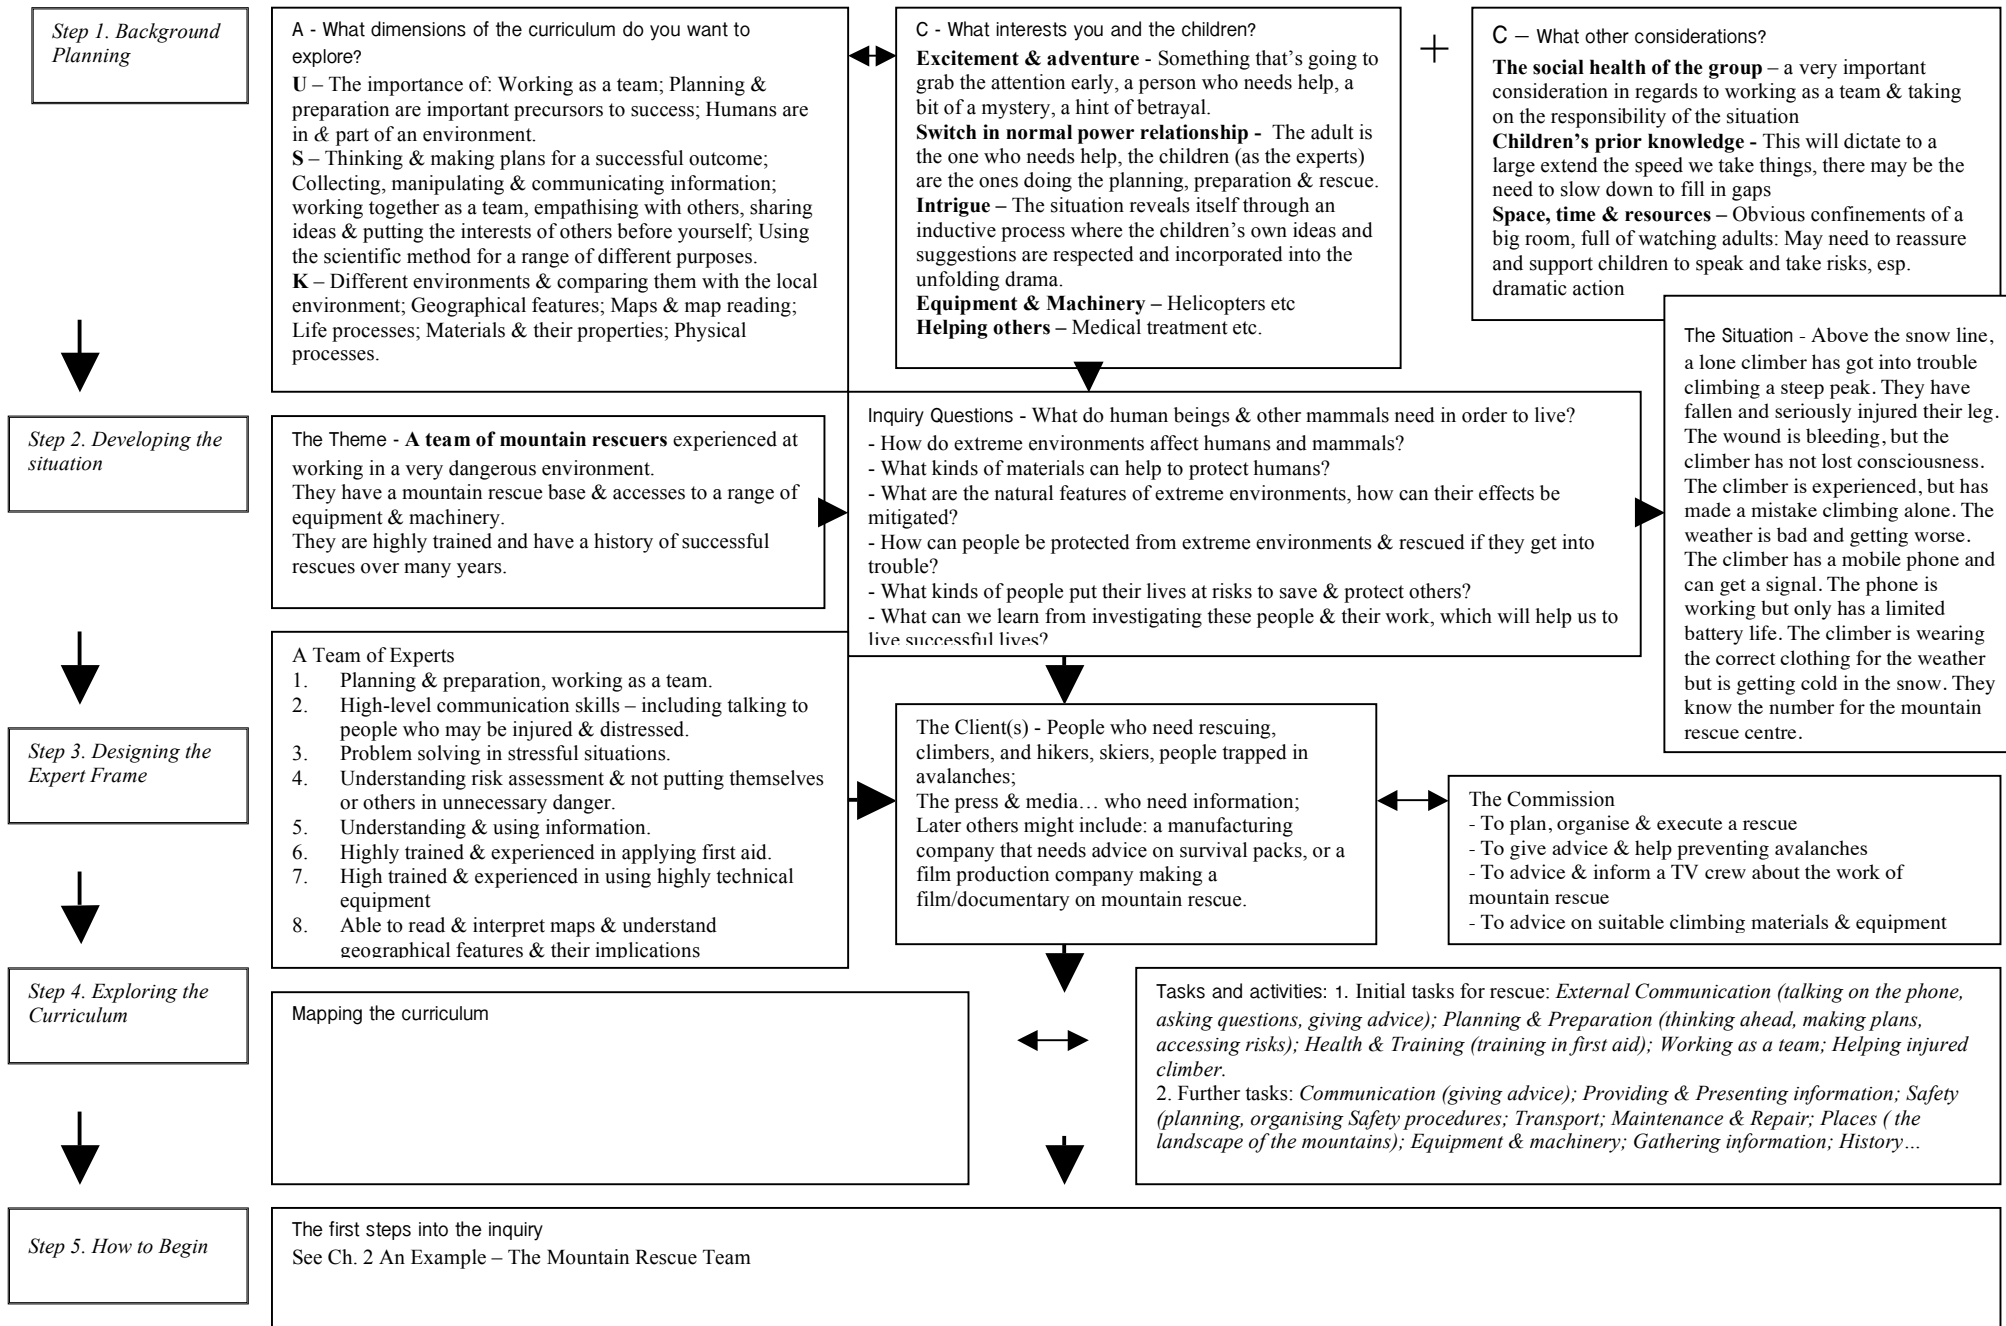 Step 1. Background
Planning
A - What dimensions of the curriculum do you want to
explore?
U – The importance of: Working as a team; Planning &
preparation are important precursors to success; Humans are
in & part of an environment.
S – Thinking & making plans for a successful outcome;
Collecting, manipulating & communicating information;
working together as a team, empathising with others, sharing
ideas & putting the interests of others before yourself; Using
the scientific method for a range of different purposes.
K – Different environments & comparing them with the local
environment; Geographical features; Maps & map reading;
Life processes; Materials & their properties; Physical
processes.
C - What interests you and the children?
Excitement & adventure - Something that's going to
grab the attention early, a person who needs help, a
bit of a mystery, a hint of betrayal.
Switch in normal power relationship - The adult is
the one who needs help, the children (as the experts)
are the ones doing the planning, preparation & rescue.
Intrigue – The situation reveals itself through an
inductive process where the children's own ideas and
suggestions are respected and incorporated into the
unfolding drama.
Equipment & Machinery – Helicopters etc
Helping others – Medical treatment etc.
+
C – What other considerations?
The social health of the group – a very important
consideration in regards to working as a team & taking
on the responsibility of the situation
Children's prior knowledge - This will dictate to a
large extend the speed we take things, there may be the
need to slow down to fill in gaps
Space, time & resources – Obvious confinements of a
big room, full of watching adults: May need to reassure
and support children to speak and take risks, esp.
dramatic action
Step 2. Developing the
situation
The Theme - A team of mountain rescuers experienced at
working in a very dangerous environment.
They have a mountain rescue base & accesses to a range of
equipment & machinery.
They are highly trained and have a history of successful
rescues over many years.
Inquiry Questions - What do human beings & other mammals need in order to live?
- How do extreme environments affect humans and mammals?
- What kinds of materials can help to protect humans?
- What are the natural features of extreme environments, how can their effects be
mitigated?
- How can people be protected from extreme environments & rescued if they get into
trouble?
- What kinds of people put their lives at risks to save & protect others?
- What can we learn from investigating these people & their work, which will help us to
live successful lives?
The Situation - Above the snow line,
a lone climber has got into trouble
climbing a steep peak. They have
fallen and seriously injured their leg.
The wound is bleeding, but the
climber has not lost consciousness.
The climber is experienced, but has
made a mistake climbing alone. The
weather is bad and getting worse.
The climber has a mobile phone and
can get a signal. The phone is
working but only has a limited
battery life. The climber is wearing
the correct clothing for the weather
but is getting cold in the snow. They
know the number for the mountain
rescue centre.
Step 3. Designing the
Expert Frame
A Team of Experts
1. Planning & preparation, working as a team.
2. High-level communication skills – including talking to
people who may be injured & distressed.
3. Problem solving in stressful situations.
4. Understanding risk assessment & not putting themselves
or others in unnecessary danger.
5. Understanding & using information.
6. Highly trained & experienced in applying first aid.
7. High trained & experienced in using highly technical
equipment
8. Able to read & interpret maps & understand
geographical features & their implications
The Client(s) - People who need rescuing,
climbers, and hikers, skiers, people trapped in
avalanches;
The press & media… who need information;
Later others might include: a manufacturing
company that needs advice on survival packs, or a
film production company making a
film/documentary on mountain rescue.
The Commission
- To plan, organise & execute a rescue
- To give advice & help preventing avalanches
- To advice & inform a TV crew about the work of
mountain rescue
- To advice on suitable climbing materials & equipment
Step 4. Exploring the
Curriculum
Mapping the curriculum
Tasks and activities: 1. Initial tasks for rescue: External Communication (talking on the phone,
asking questions, giving advice); Planning & Preparation (thinking ahead, making plans,
accessing risks); Health & Training (training in first aid); Working as a team; Helping injured
climber.
2. Further tasks: Communication (giving advice); Providing & Presenting information; Safety
(planning, organising Safety procedures; Transport; Maintenance & Repair; Places ( the
landscape of the mountains); Equipment & machinery; Gathering information; History…
Step 5. How to Begin
The first steps into the inquiry
See Ch. 2 An Example – The Mountain Rescue Team